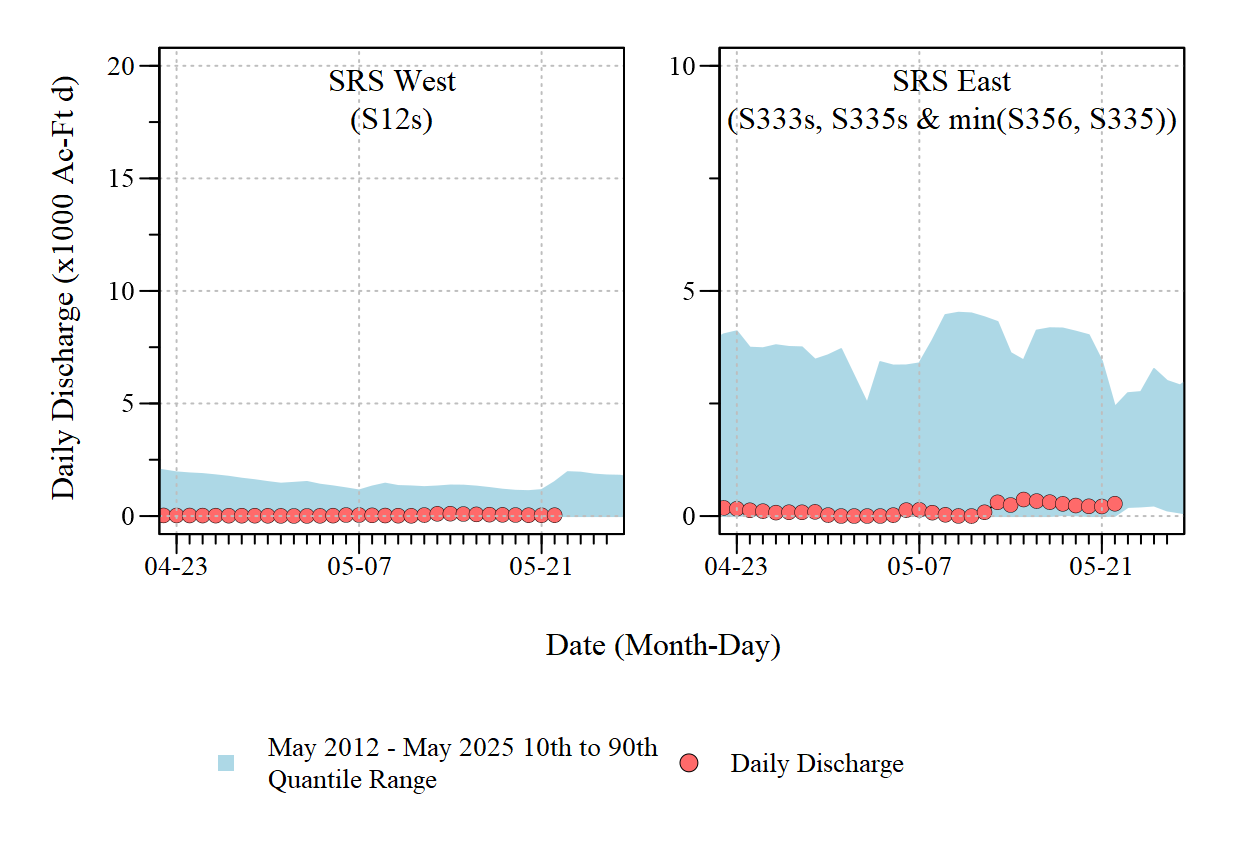 SRS West
(S12s)
SRS East
(S333s, S335s & min(S356, S335))
Daily Discharge (x1000 Ac-Ft d)
20
15
10
5
0
10
5
0
04-23
05-07
05-21
04-23
05-07
05-21
Date (Month-Day)
May 2012 - May 2025 10th to 90th
Quantile Range
Daily Discharge